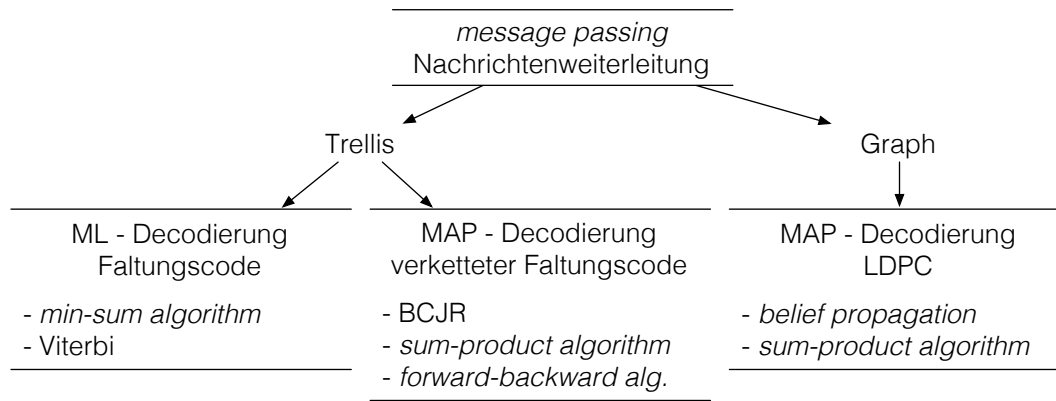 message passing
Nachrichtenweiterleitung
Trellis
Graph
ML - Decodierung
Faltungscode
- min-sum algorithm
- Viterbi
MAP - Decodierung
verketteter Faltungscode
- BCJR
- sum-product algorithm
- forward-backward alg.
MAP - Decodierung
LDPC
- belief propagation
- sum-product algorithm